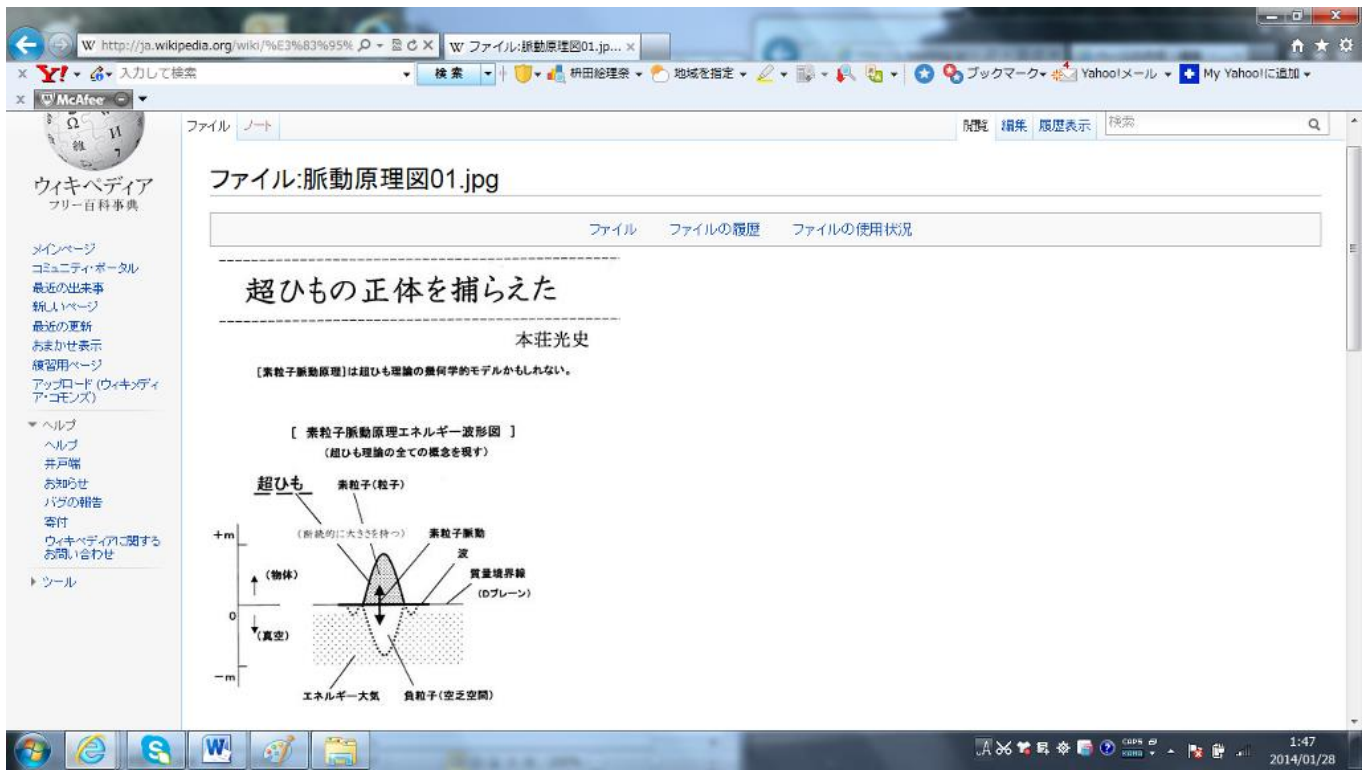 http://ja.wikipedia.org/wiki/%E3%83%95%
ファイル:脈動原理図01.jp...
入力して検索
検索
枡田絵理奈
地域を指定
ブックマーク
4
Yahoo!メール
My Yahoo!に追加
McAfee
ファイル ノート
閲覧 編集 履歴表示 検索
ウィキペディア
フリー百科事典
メインページ
コミュニティ・ポータル
最近の出来事
新しいページ
最近の更新
おまかせ表示
練習用ページ
アップロード (ウィキメディ
ア・コモンズ)
ヘルプ
ヘルプ
井戸端
お知らせ
バグの報告
寄付
ウィキペディアに関する
お問い合わせ
ツール
ファイル:脈動原理図01.jpg
ファイル ファイルの履歴 ファイルの使用状況
超ひもの正体を捕らえた
本荘光史
[素粒子脈動原理]は超ひも理論の幾何学的モデルかもしれない。
[ 素粒子脈動原理エネルギー波形図 ]
(超ひも理論の全ての概念を現す)
超ひも 素粒子(粒子)
+m (断続的に大きさを持つ) 素粒子脈動
波
(物体) 質量境界線
(Dブレーン)
0
(真空)
-m
エネルギー大気 負粒子(空乏空間)
A
CAPS
KANA
1:47
2014/01/28